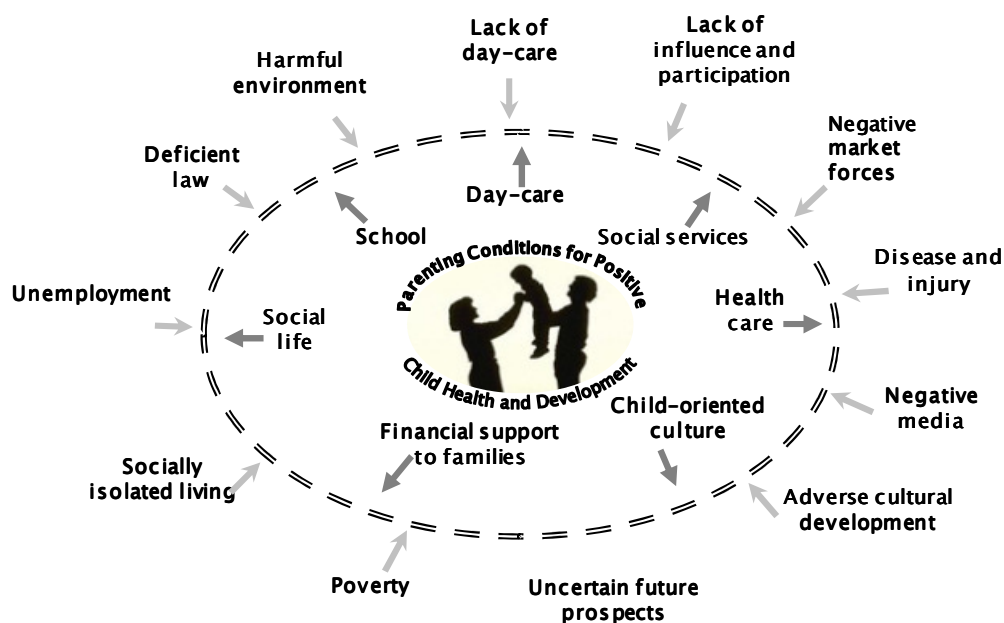 Lack of
day-care
Lack of
influence and
participation
Harmful
environment
Negative
market
forces
Deficient
law
Day-care
School
Social services
Parenting Conditions for Positive
Disease and
injury
Unemployment
Health
care
Social
life
Child Health and Development
Negative
media
Child-oriented
culture
Financial support
to families
Socially
isolated living
Adverse cultural
development
Poverty
Uncertain future
prospects